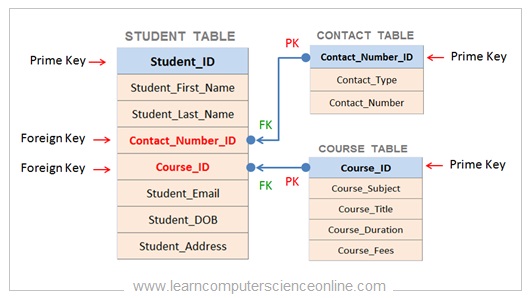 STUDENT TABLE
Prime Key
Student_ID
Student_First_Name
Student_Last_Name
Foreign Key
Contact_Number_ID
Foreign Key
Course_ID
Student_Email
Student_DOB
Student_Address
FK
FK
PK
PK
CONTACT TABLE
Contact_Number_ID
Prime Key
Contact_Type
Contact_Number
COURSE TABLE
Course_ID
Prime Key
Course_Subject
Course_Title
Course_Duration
Course_Fees
www.learncomputerscienceonline.com